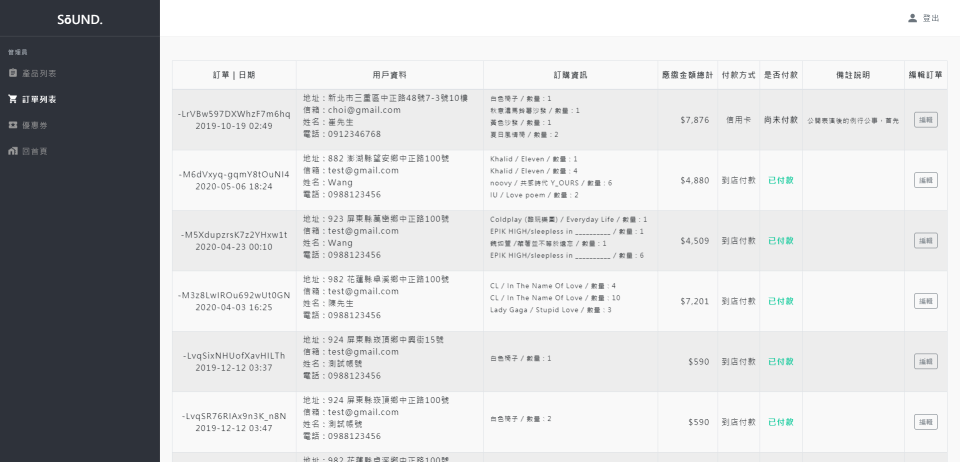 SōUND.
登出
管理員
產品列表
訂單列表
優惠券
回首頁
訂單 | 日期 用戶資料 訂購資訊 應繳金額總計 付款方式 是否付款 備註說明 編輯訂單
-LrVBw597DXWhzF7m6hq
2019-10-19 02:49
地址：新北市三重區中正路48號7-3號10樓
信箱：choi@gmail.com
姓名：崔先生
電話：0912346768
白色椅子 / 數量：1
秋意濃亮鉾馨沙發 / 數量：1
黃色沙發 / 數量：1
夏日風情椅 / 數量：2
$7,876 信用卡 尚未付款 公開表演後的例行公事，首先 編輯
-M6dVxyq-gqmY8tOuNI4
2020-05-06 18:24
地址：882 澎湖縣望安鄉中正路100號
信箱：test@gmail.com
姓名：Wang
電話：0988123456
Khalid / Eleven / 數量：1
Khalid / Eleven / 數量：4
noovy / 共感時代 Y_OURS / 數量：6
IU / Love poem / 數量：2
$4,880 到店付款 已付款 編輯
-M5XdupzrsK7z2YHxw1t
2020-04-23 00:10
地址：923 屏東縣萬巒鄉中正路100號
信箱：test@gmail.com
姓名：Wang
電話：0988123456
Coldplay (酷玩樂團) / Everyday Life / 數量：1
EPIK HIGH/sleepless in __________ / 數量：1
魏如萱 /藏著並不等於遺忘 / 數量：1
EPIK HIGH/sleepless in __________ / 數量：6
$4,509 到店付款 已付款 編輯
-M3z8LwIROu692wUt0GN
2020-04-03 16:25
地址：982 花蓮縣卓溪鄉中正路100號
信箱：test@gmail.com
姓名：陳先生
電話：0988123456
CL / In The Name Of Love / 數量：4
CL / In The Name Of Love / 數量：10
Lady Gaga / Stupid Love / 數量：3
$7,201 到店付款 已付款 編輯
-LvqSixNHUofXavHILTh
2019-12-12 03:37
地址：924 屏東縣崁頂鄉中興街15號
信箱：test@gmail.com
姓名：測試帳號
電話：0988123456
白色椅子 / 數量：1
$590 到店付款 已付款 編輯
-LvqSR76RIAx9n3K_n8N
2019-12-12 03:47
地址：924 屏東縣崁頂鄉中正路100號
信箱：test@gmail.com
姓名：測試帳號
電話：0988123456
白色椅子 / 數量：2
$590 到店付款 已付款 編輯
地址：982 花蓮縣卓溪鄉中正路100號